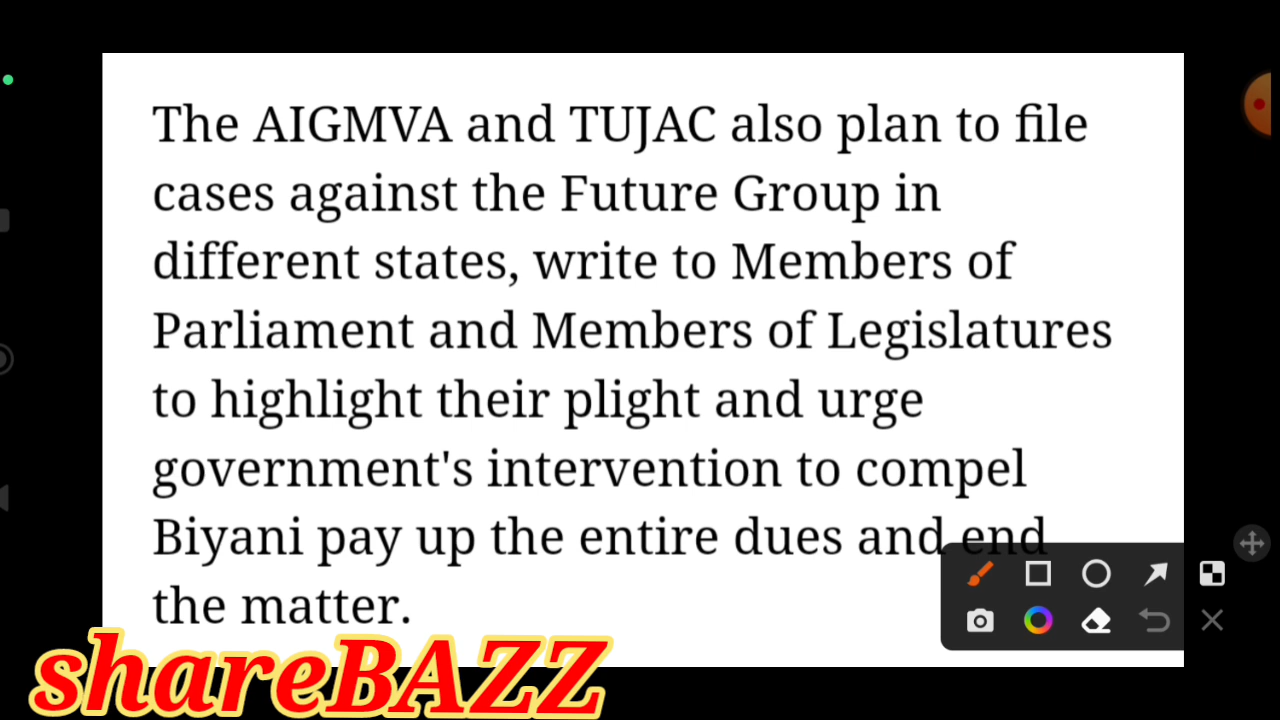 The AIGMVA and TUJAC also plan to file
cases against the Future Group in
different states, write to Members of
Parliament and Members of Legislatures
to highlight their plight and urge
government's intervention to compel
Biyani pay up the entire dues and end
the matter.
shareBAZZ